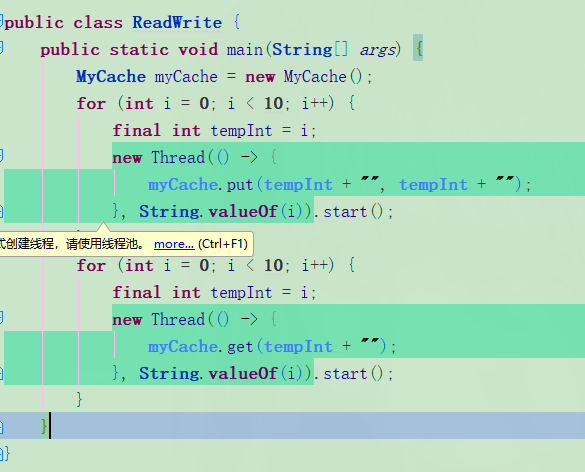 public class ReadWrite {
public static void main(String[] args) {
MyCache myCache = new MyCache();
for (int i = 0; i < 10; i++) {
final int tempInt = i;
new Thread(() -> {
myCache.put(tempInt + "", tempInt + "");
}, String.valueOf(i)).start();
式创建线程，请使用线程池。 more... (Ctrl+F1)
for (int i = 0; i < 10; i++) {
final int tempInt = i;
new Thread(() -> {
myCache.get(tempInt + "");
}, String.valueOf(i)).start();
}
}
}